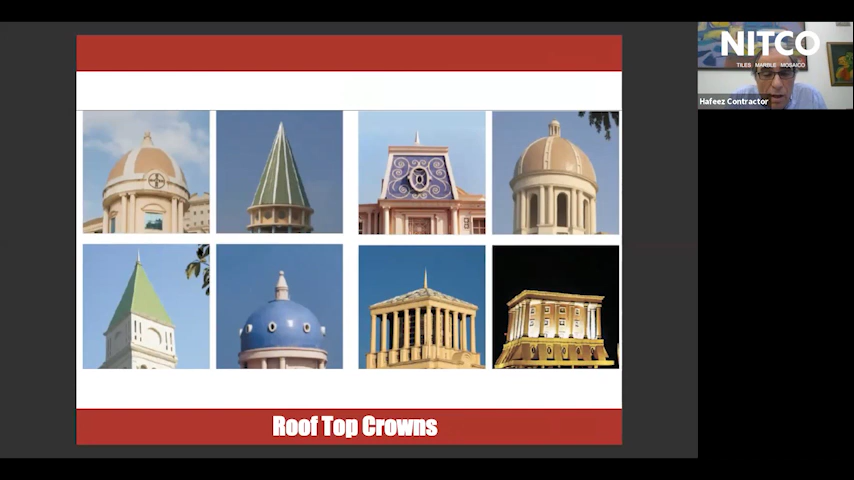 NITCO
TILES MARBLE MOSAICO
Hafeez Contractor
Roof Top Crowns